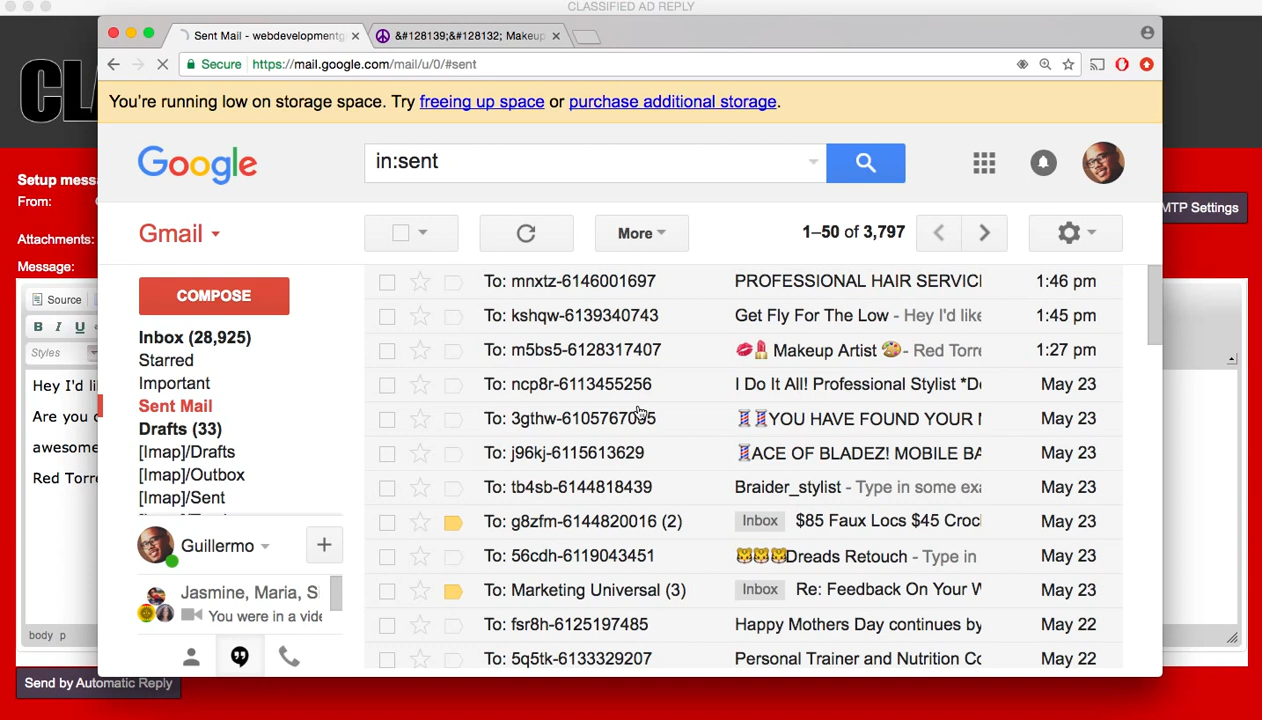 CLASSIFIED AD REPLY
Sent Mail - webdevelopmentg
&#128139;&#128132; Makeup
Secure https://mail.google.com/mail/u/0/#sent
You're running low on storage space. Try freeing up space or purchase additional storage.
Google
in:sent
Gmail
More
1–50 of 3,797
COMPOSE
Inbox (28,925)
Starred
Important
Sent Mail
Drafts (33)
[Imap]/Drafts
[Imap]/Outbox
[Imap]/Sent
Guillermo
Jasmine, Maria, S
You were in a vide
To: mnxtz-6146001697 PROFESSIONAL HAIR SERVIC 1:46 pm
To: kshqw-6139340743 Get Fly For The Low - Hey I'd like 1:45 pm
To: m5bs5-6128317407 💋💄 Makeup Artist 🎨- Red Torre 1:27 pm
To: ncp8r-6113455256 I Do It All! Professional Stylist *D May 23
To: 3gthw-6105767095 💈💈YOU HAVE FOUND YOUR May 23
To: j96kj-6115613629 💈ACE OF BLADEZ! MOBILE BA May 23
To: tb4sb-6144818439 Braider_stylist - Type in some exa May 23
To: g8zfm-6144820016 (2) Inbox $85 Faux Locs $45 Croc May 23
To: 56cdh-6119043451 🐯🐯🐯Dreads Retouch - Type in May 23
To: Marketing Universal (3) Inbox Re: Feedback On Your W May 23
To: fsr8h-6125197485 Happy Mothers Day continues by May 22
To: 5q5tk-6133329207 Personal Trainer and Nutrition Co May 22
CL
Setup mess
From:
Attachments:
Message:
Source
B I U
Styles
Hey I'd li
Are you
awesome
Red Torr
body p
Send by Automatic Reply
MTP Settings